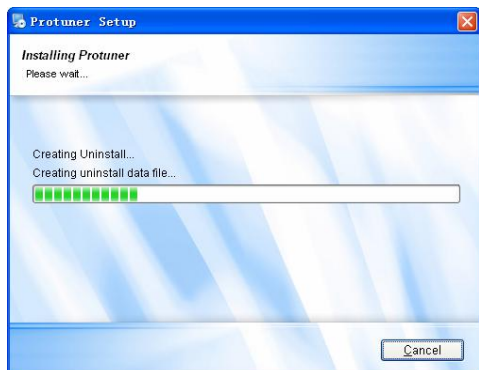 Protuner Setup
Installing Protuner
Please wait...
Creating Uninstall...
Creating uninstall data file...
Cancel